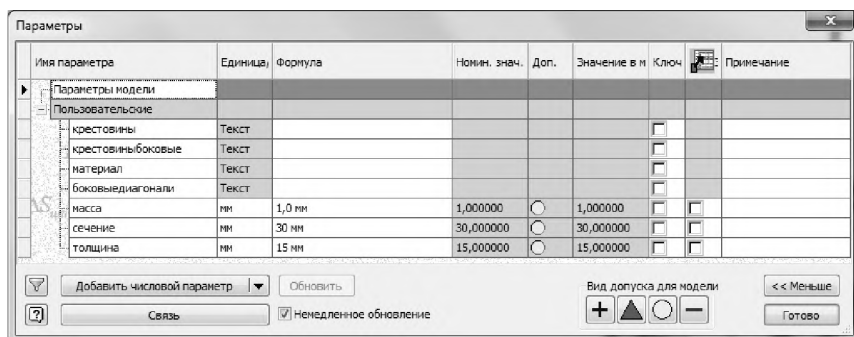 Параметры
Имя параметра Единица, Формула Номин. знач. Доп. Значение в м Ключ Примечание
Параметры модели
Пользовательские
крестовины Текст
крестовиныбоковые Текст
материал Текст
боковыедиагонали Текст
масса мм 1,0 мм 1,000000 1,000000
сечение мм 30 мм 30,000000 30,000000
толщина мм 15 мм 15,000000 15,000000
Добавить числовой параметр Обновить Вид допуска для модели << Меньше
Связь Немедленное обновление Готово